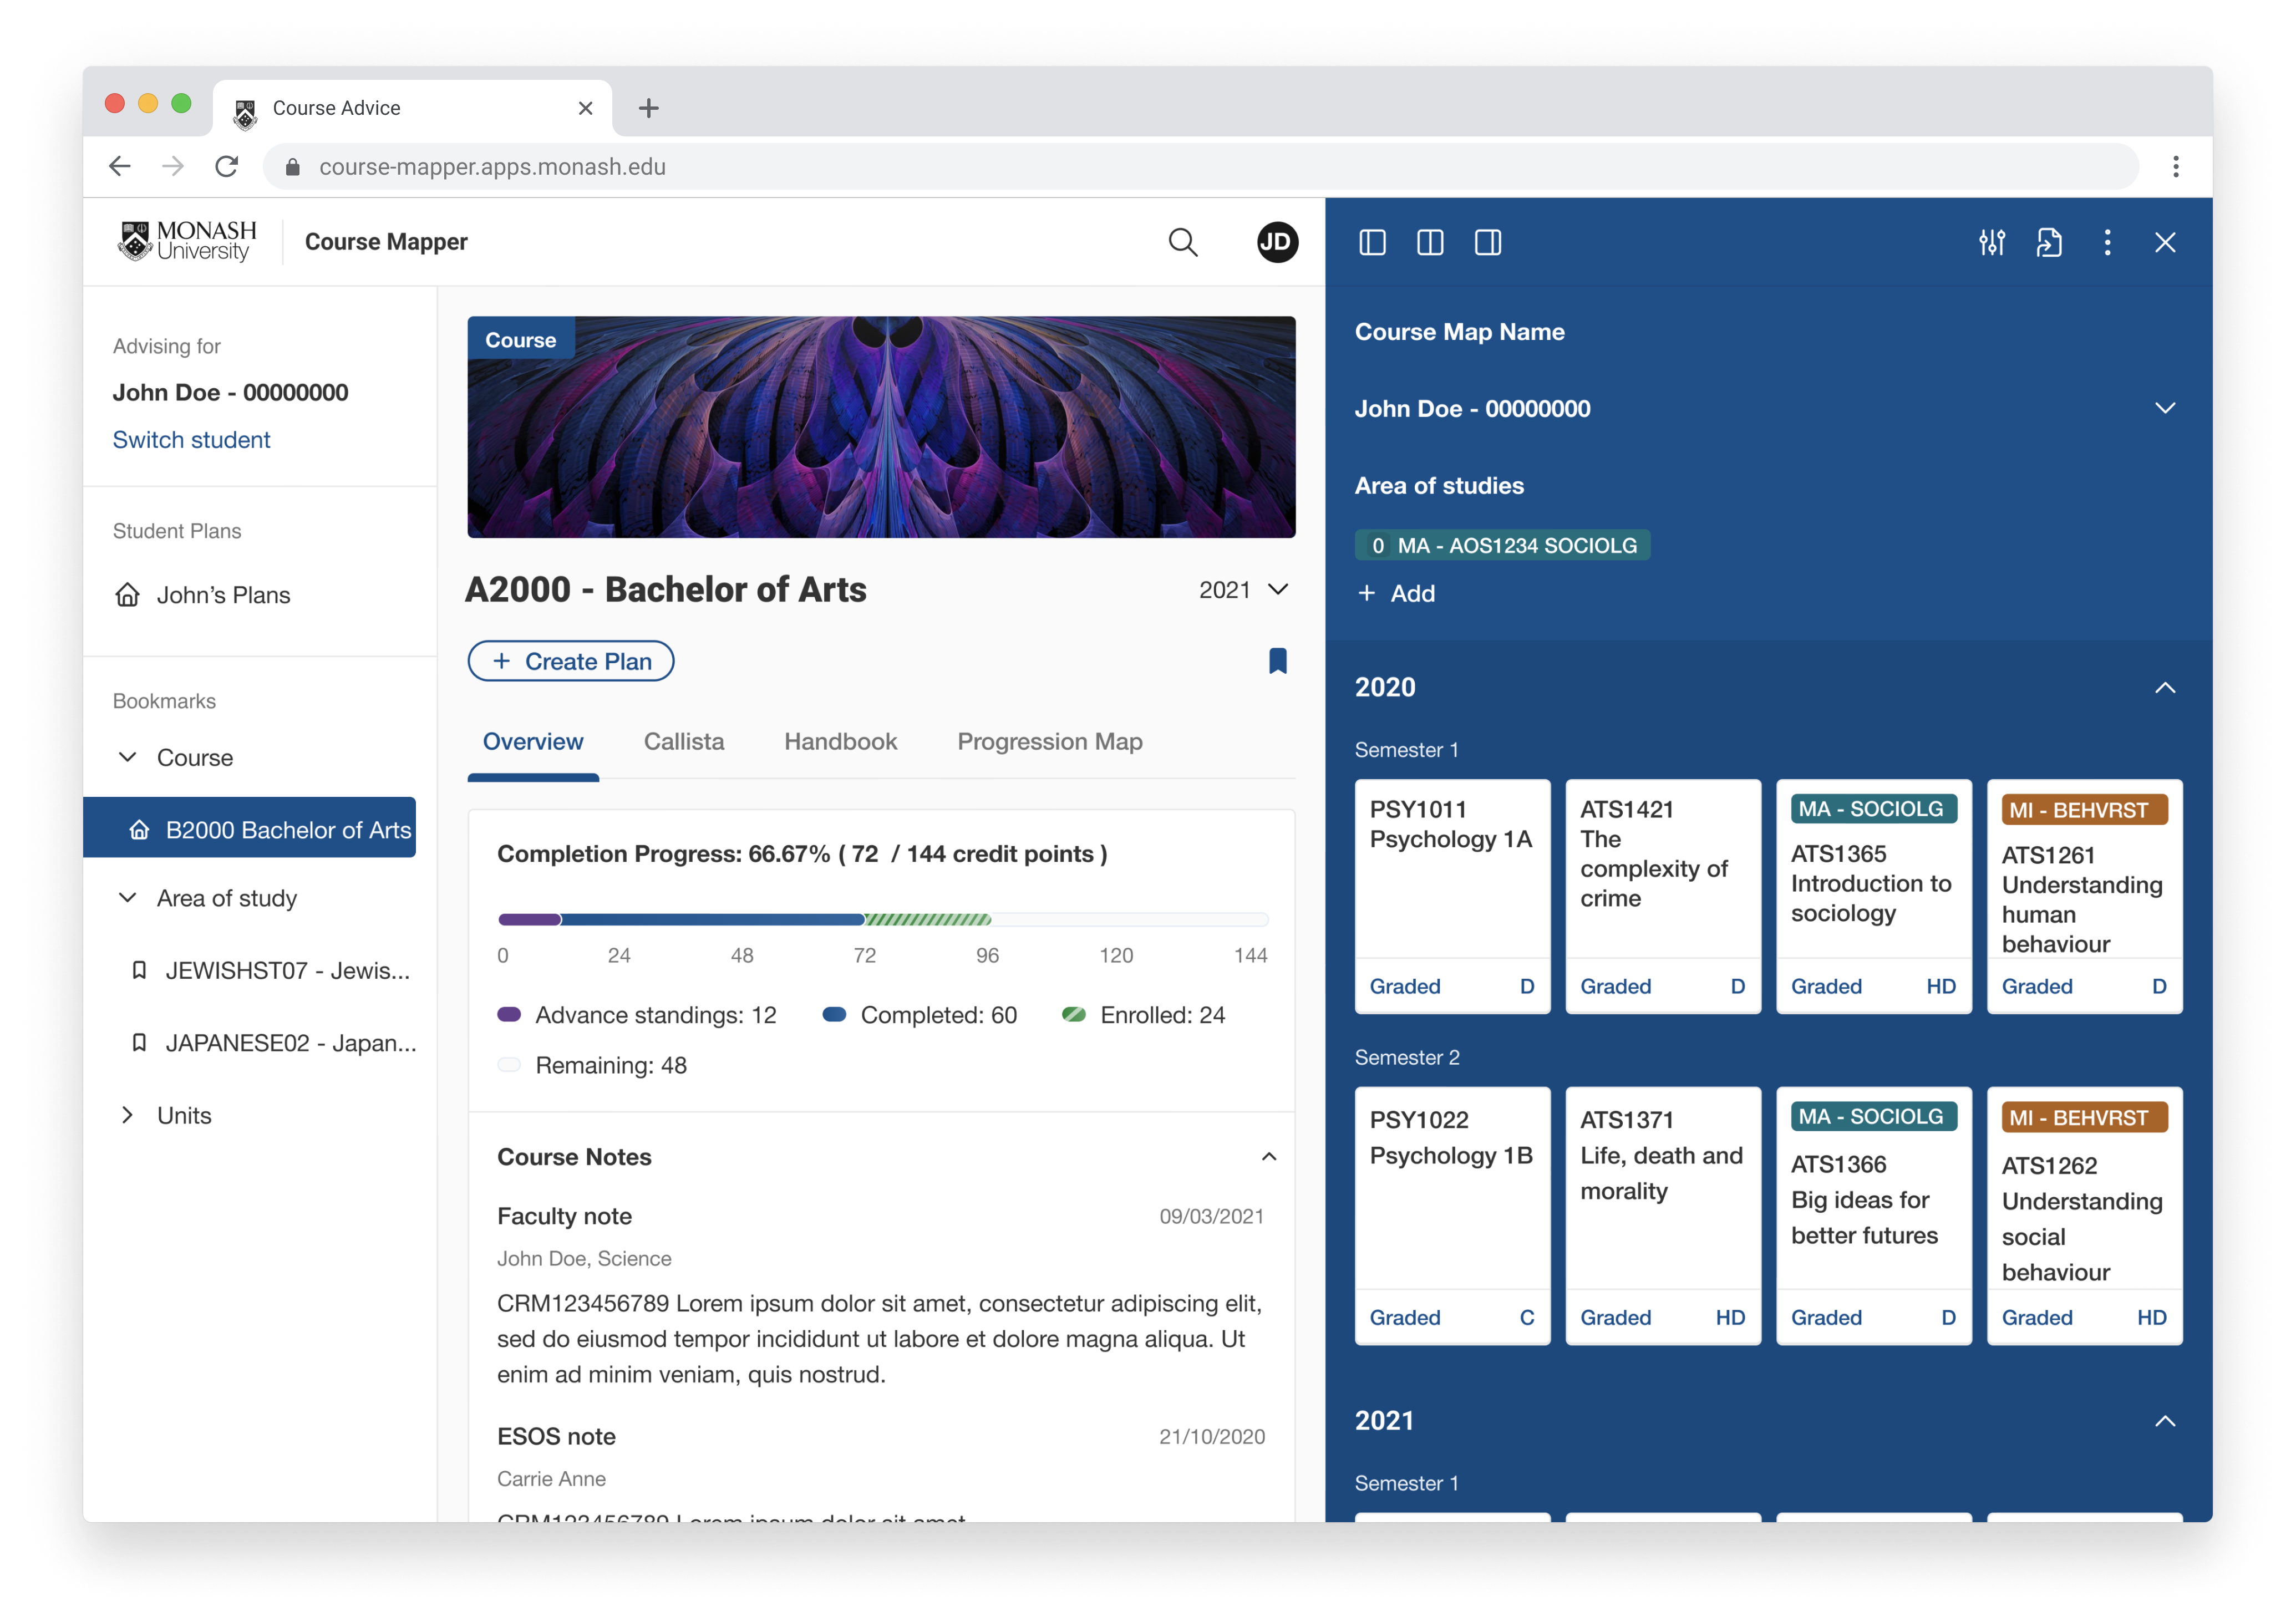 Course Advice
course-mapper.apps.monash.edu
MONASH
University
Course Mapper
JD
Advising for
John Doe - 00000000
Switch student
Student Plans
John's Plans
Bookmarks
Course
B2000 Bachelor of Arts
Area of study
JEWISHST07 - Jewis...
JAPANESE02 - Japan...
Units
Course
A2000 - Bachelor of Arts
2021
+ Create Plan
Overview Callista Handbook Progression Map
Completion Progress: 66.67% ( 72 / 144 credit points )
0 24 48 72 96 120 144
Advance standings: 12 Completed: 60 Enrolled: 24
Remaining: 48
Course Notes
Faculty note 09/03/2021
John Doe, Science
CRM123456789 Lorem ipsum dolor sit amet, consectetur adipiscing elit,
sed do eiusmod tempor incididunt ut labore et dolore magna aliqua. Ut
enim ad minim veniam, quis nostrud.
ESOS note 21/10/2020
Carrie Anne
CRM123456789 Lorem ipsum dolor sit amet
Course Map Name
John Doe - 00000000
Area of studies
0 MA - AOS1234 SOCIOLG
+ Add
2020
Semester 1
PSY1011
Psychology 1A
Graded D
ATS1421
The
complexity of
crime
Graded D
MA - SOCIOLG
ATS1365
Introduction to
sociology
Graded HD
MI - BEHVRST
ATS1261
Understanding
human
behaviour
Graded D
Semester 2
PSY1022
Psychology 1B
Graded C
ATS1371
Life, death and
morality
Graded HD
MA - SOCIOLG
ATS1366
Big ideas for
better futures
Graded D
MI - BEHVRST
ATS1262
Understanding
social
behaviour
Graded HD
2021
Semester 1